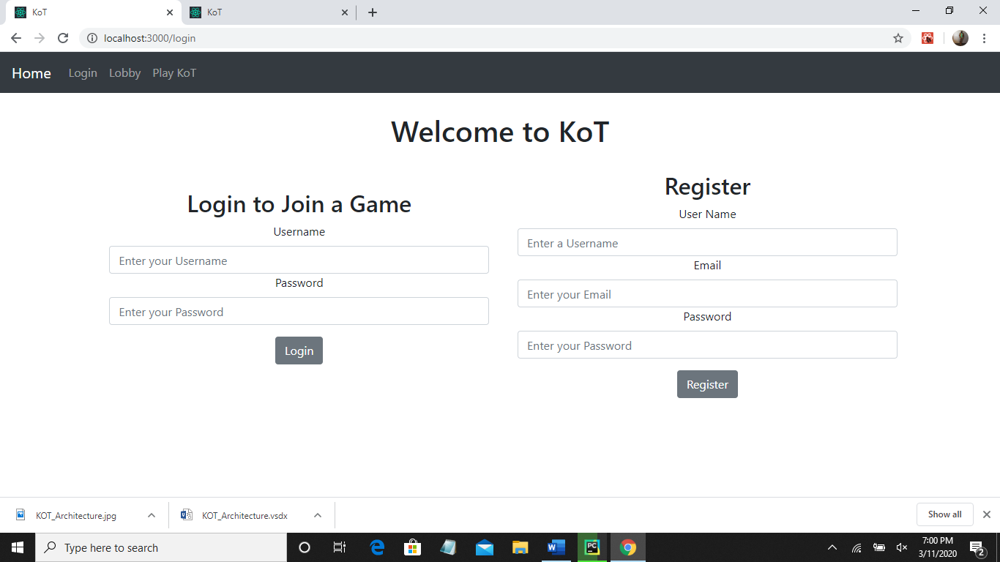 KoT
KoT
localhost:3000/login
Home Login Lobby Play KoT
Welcome to KoT
Login to Join a Game
Username
Enter your Username
Password
Enter your Password
Login
Register
User Name
Enter a Username
Email
Enter your Email
Password
Enter your Password
Register
KOT_Architecture.jpg
KOT_Architecture.vsdx
Show all
Type here to search
PC
7:00 PM
3/11/2020
2